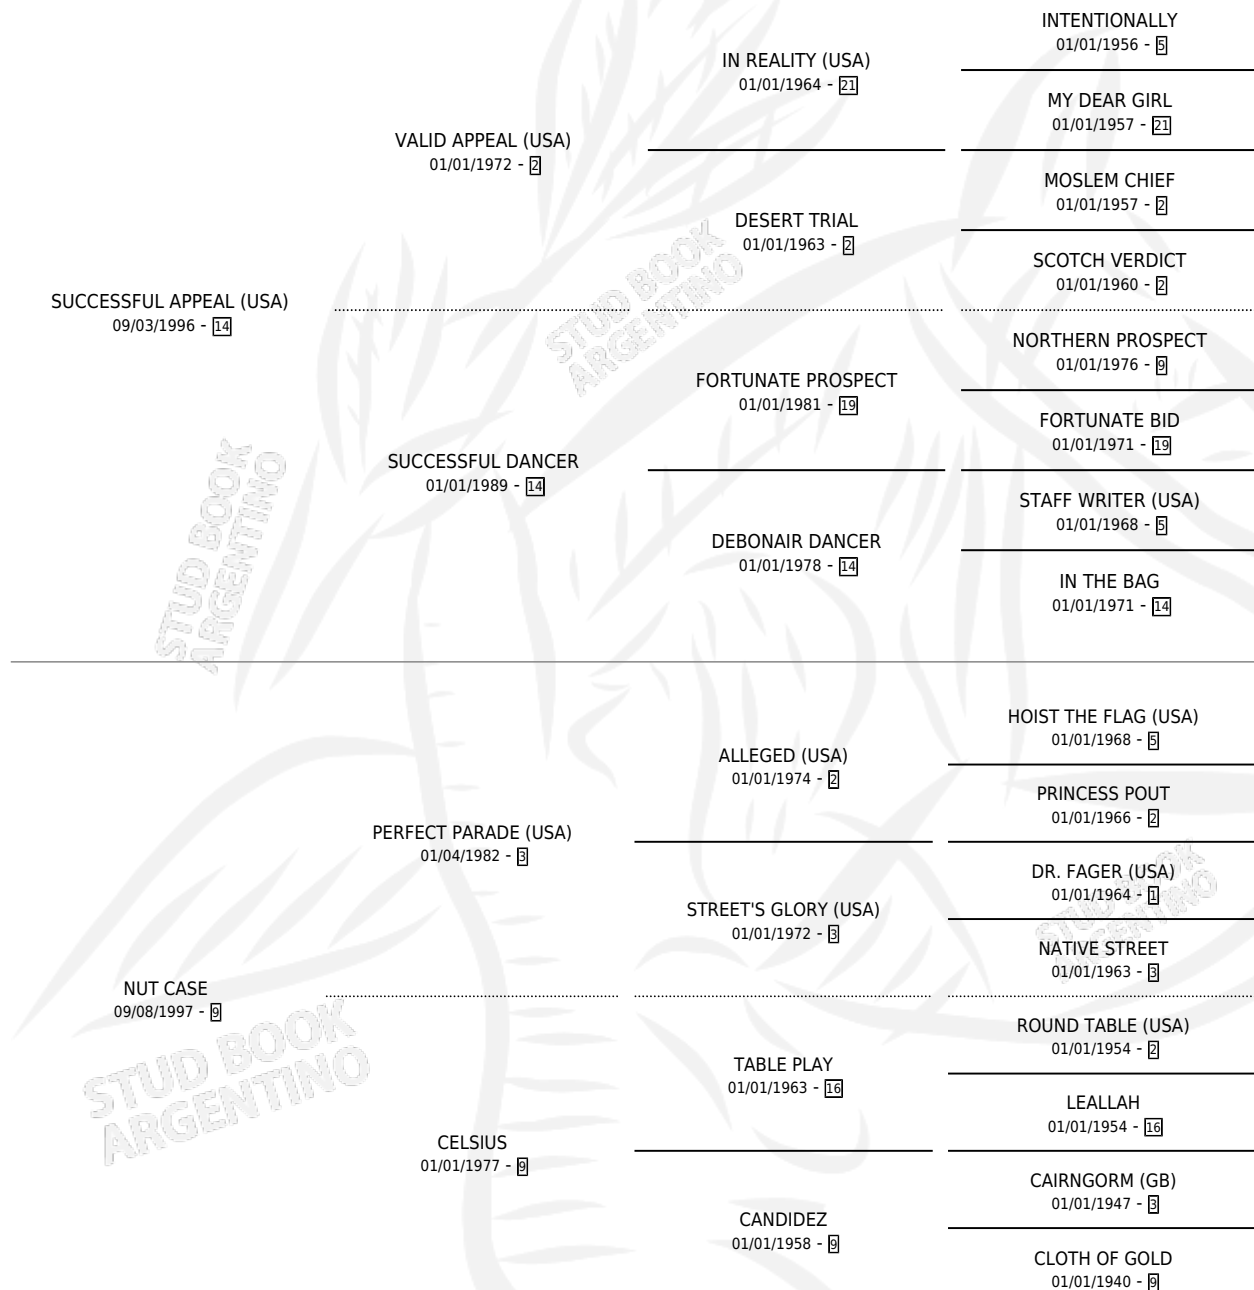 INTENTIONALLY
01/01/1956 - 5
IN REALITY (USA)
01/01/1964 - 21
MY DEAR GIRL
01/01/1957 - 21
VALID APPEAL (USA)
01/01/1972 - 2
MOSLEM CHIEF
01/01/1957 - 2
DESERT TRIAL
01/01/1963 - 2
SCOTCH VERDICT
01/01/1960 - 2
SUCCESSFUL APPEAL (USA)
09/03/1996 - 14
NORTHERN PROSPECT
01/01/1976 - 9
FORTUNATE PROSPECT
01/01/1981 - 19
FORTUNATE BID
01/01/1971 - 19
SUCCESSFUL DANCER
01/01/1989 - 14
STAFF WRITER (USA)
01/01/1968 - 5
DEBONAIR DANCER
01/01/1978 - 14
IN THE BAG
01/01/1971 - 14
HOIST THE FLAG (USA)
01/01/1968 - 5
ALLEGED (USA)
01/01/1974 - 2
PRINCESS POUT
01/01/1966 - 2
PERFECT PARADE (USA)
01/04/1982 - 3
DR. FAGER (USA)
01/01/1964 - 1
STREET'S GLORY (USA)
01/01/1972 - 3
NATIVE STREET
01/01/1963 - 3
NUT CASE
09/08/1997 - 9
ROUND TABLE (USA)
01/01/1954 - 2
TABLE PLAY
01/01/1963 - 16
LEALLAH
01/01/1954 - 16
CELSIUS
01/01/1977 - 9
CAIRNGORM (GB)
01/01/1947 - 3
CANDIDEZ
01/01/1958 - 9
CLOTH OF GOLD
01/01/1940 - 9
STUD BOOK
ARGENTINO
STUD BOOK
ARGENTINO
STUD BOOK
ARGENTINO
STUD BOOK
ARGENTINO